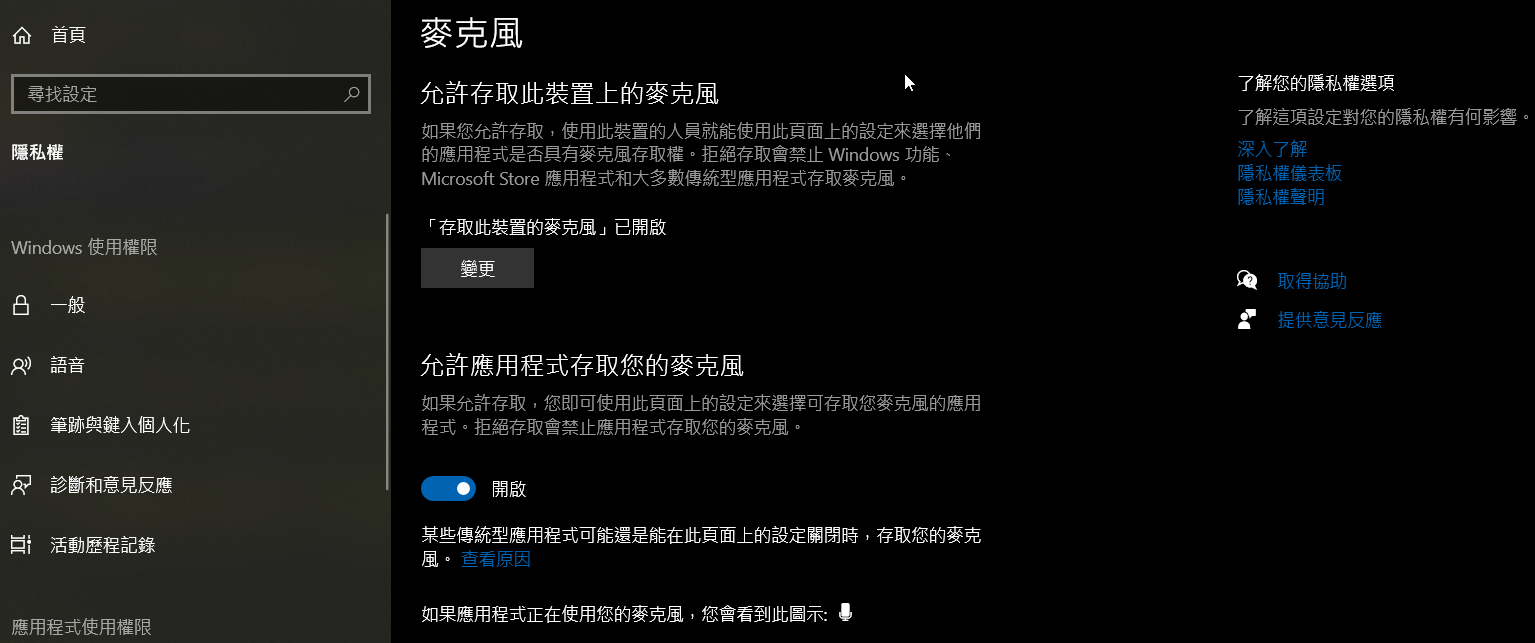 首頁
尋找設定
隱私權
Windows 使用權限
一般
語音
筆跡與鍵入個人化
診斷和意見反應
活動歷程記錄
應用程式使用權限
麥克風
允許存取此裝置上的麥克風
如果您允許存取，使用此裝置的人員就能使用此頁面上的設定來選擇他們
的應用程式是否具有麥克風存取權。拒絕存取會禁止 Windows 功能、
Microsoft Store 應用程式和大多數傳統型應用程式存取麥克風。
「存取此裝置的麥克風」已開啟
變更
允許應用程式存取您的麥克風
如果允許存取，您即可使用此頁面上的設定來選擇可存取您麥克風的應用
程式。拒絕存取會禁止應用程式存取您的麥克風。
開啟
某些傳統型應用程式可能還是能在此頁面上的設定關閉時，存取您的麥克
風。 查看原因
如果應用程式正在使用您的麥克風，您會看到此圖示:
了解您的隱私權選項
了解這項設定對您的隱私權有何影響。
深入了解
隱私權儀表板
隱私權聲明
取得協助
提供意見反應